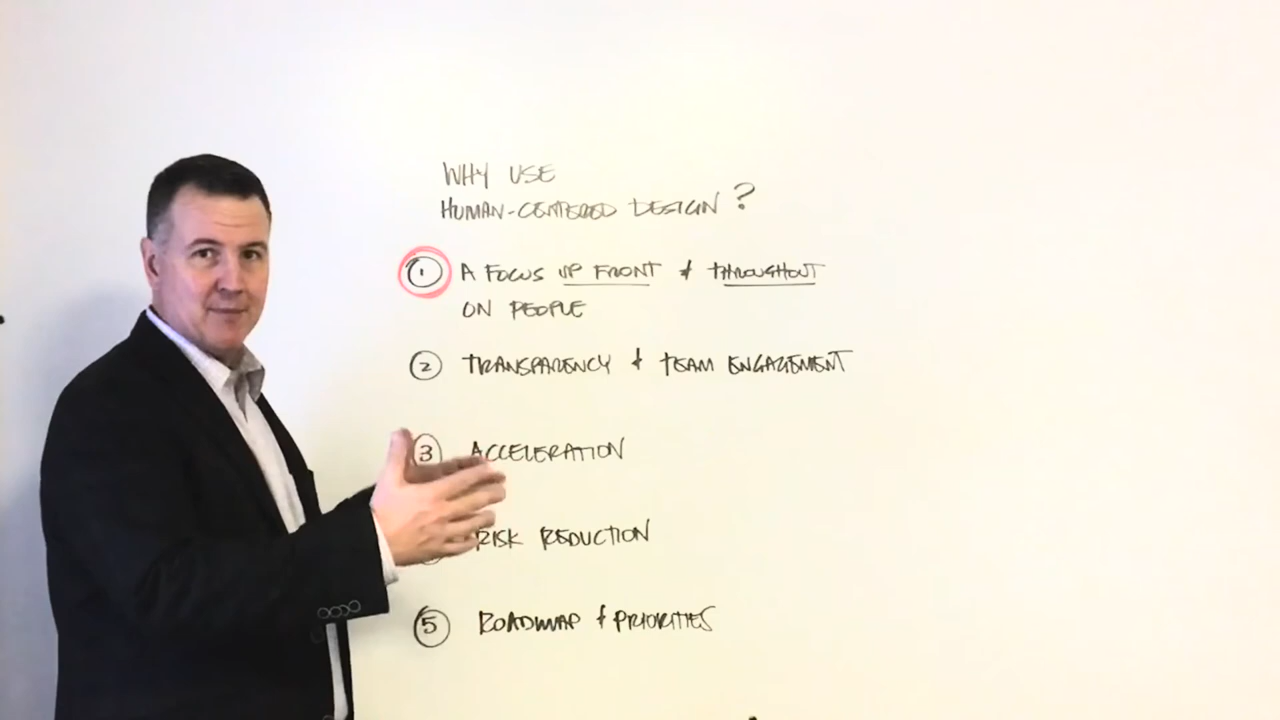 WHY USE
HUMAN-CENTERED DESIGN?
1 A FOCUS UP FRONT & THROUGHOUT
ON PEOPLE
2 TRANSPARENCY & TEAM ENGAGEMENT
3 ACCELERATION
RISK REDUCTION
5 ROADMAP & PRIORITIES